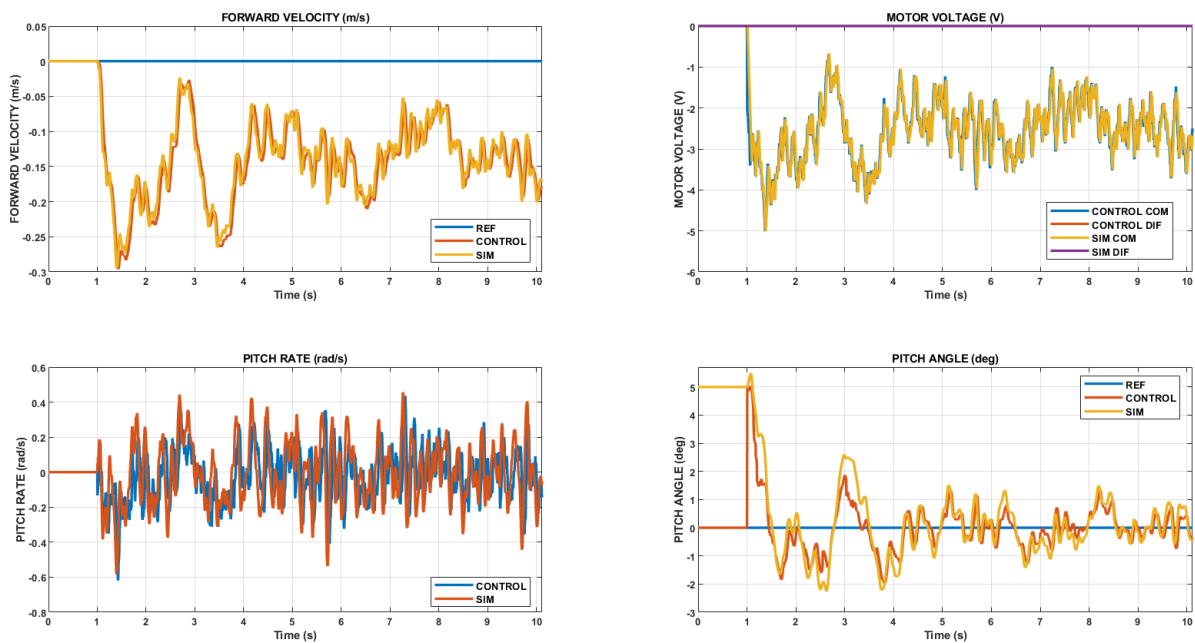 FORWARD VELOCITY (m/s)
FORWARD VELOCITY (m/s)
0.05
0
-0.05
-0.1
-0.15
-0.2
-0.25
-0.3
REF
CONTROL
SIM
0 1 2 3 4 5 6 7 8 9 10
Time (s)
MOTOR VOLTAGE (V)
MOTOR VOLTAGE (V)
0
-1
-2
-3
-4
-5
-6
CONTROL COM
CONTROL DIF
SIM COM
SIM DIF
0 1 2 3 4 5 6 7 8 9 10
Time (s)
PITCH RATE (rad/s)
PITCH RATE (rad/s)
0.6
0.4
0.2
0
-0.2
-0.4
-0.6
-0.8
CONTROL
SIM
0 1 2 3 4 5 6 7 8 9 10
Time (s)
PITCH ANGLE (deg)
PITCH ANGLE (deg)
5
4
3
2
1
0
-1
-2
-3
REF
CONTROL
SIM
0 1 2 3 4 5 6 7 8 9 10
Time (s)